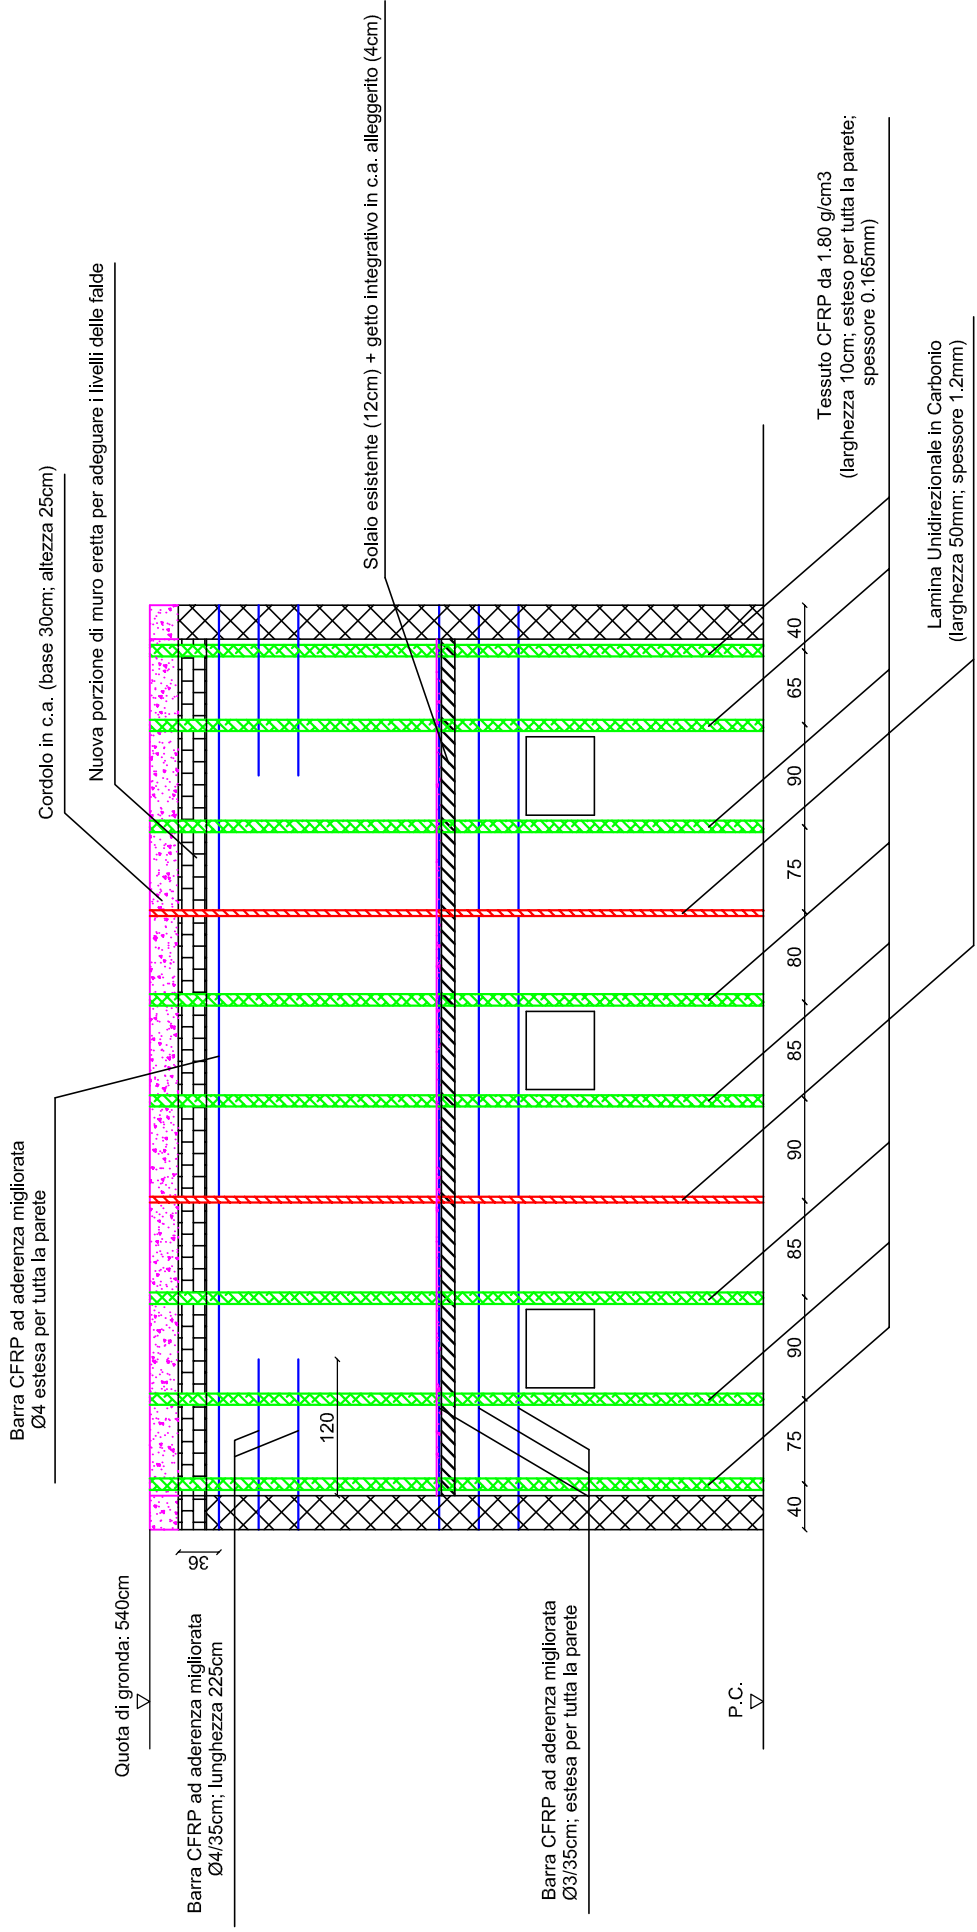 Quota di gronda: 540cm
Barra CFRP ad aderenza migliorata
Ø4 estesa per tutta la parete
Cordolo in c.a. (base 30cm; altezza 25cm)
Nuova porzione di muro eretta per adeguare i livelli delle falde
Solaio esistente (12cm) + getto integrativo in c.a. alleggerito (4cm)
36
Barra CFRP ad aderenza migliorata
Ø4/35cm; lunghezza 225cm
120
Barra CFRP ad aderenza migliorata
Ø3/35cm; estesa per tutta la parete
P.C.
40
75
90
85
90
85
80
75
90
65
40
Tessuto CFRP da 1.80 g/cm3
(larghezza 10cm; esteso per tutta la parete;
spessore 0.165mm)
Lamina Unidirezionale in Carbonio
(larghezza 50mm; spessore 1.2mm)